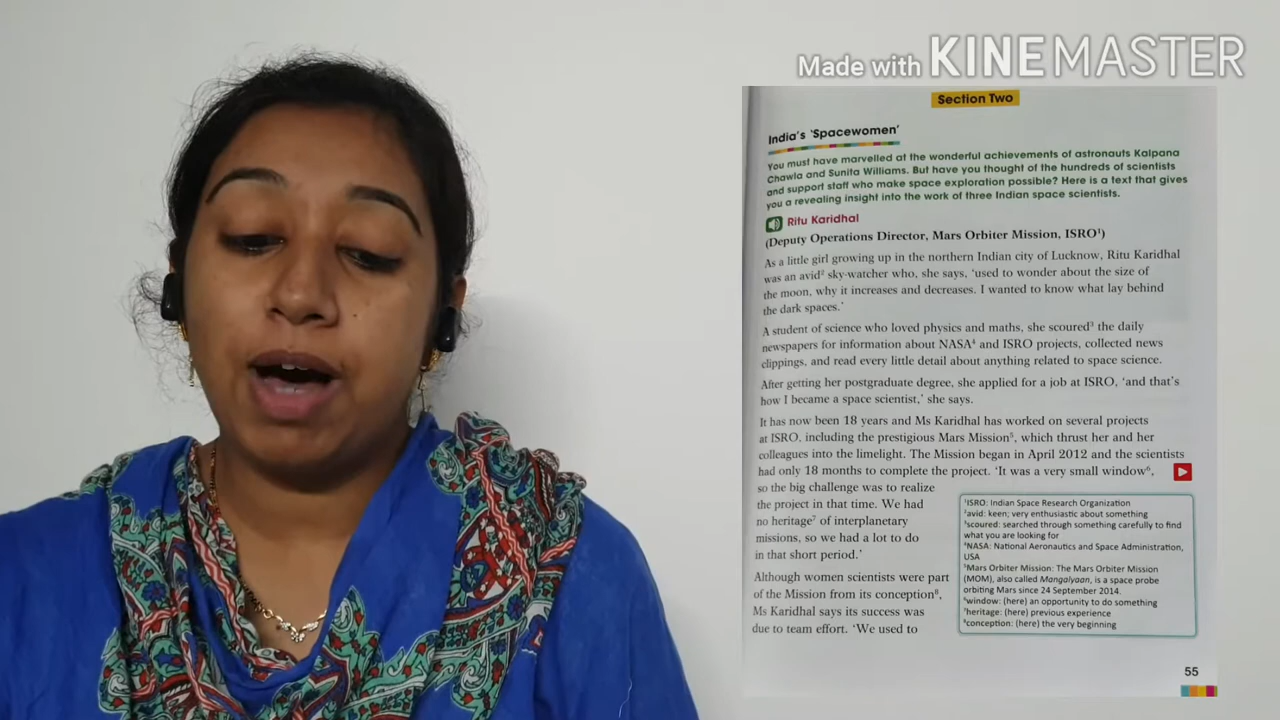 Made with KINEMASTER
Section Two
India's 'Spacewomen'
You must have marvelled at the wonderful achievements of astronauts Kalpana
Chawla and Sunita Williams. But have you thought of the hundreds of scientists
and support staff who make space exploration possible? Here is a text that gives
you a revealing insight into the work of three Indian space scientists.
Ritu Karidhal
(Deputy Operations Director, Mars Orbiter Mission, ISRO¹)
As a little girl growing up in the northern Indian city of Lucknow, Ritu Karidhal
was an avid² sky-watcher who, she says, 'used to wonder about the size of
the moon, why it increases and decreases. I wanted to know what lay behind
the dark spaces.'
A student of science who loved physics and maths, she scoured³ the daily
newspapers for information about NASA⁴ and ISRO projects, collected news
clippings, and read every little detail about anything related to space science.
After getting her postgraduate degree, she applied for a job at ISRO, 'and that's
how I became a space scientist,' she says.
It has now been 18 years and Ms Karidhal has worked on several projects
at ISRO, including the prestigious Mars Mission⁵, which thrust her and her
colleagues into the limelight. The Mission began in April 2012 and the scientists
had only 18 months to complete the project. 'It was a very small window⁶,
so the big challenge was to realize
the project in that time. We had
no heritage⁷ of interplanetary
missions, so we had a lot to do
in that short period.'
Although women scientists were part
of the Mission from its conception⁸,
Ms Karidhal says its success was
due to team effort. 'We used to
¹ISRO: Indian Space Research Organization
²avid: keen; very enthusiastic about something
³scoured: searched through something carefully to find
what you are looking for
⁴NASA: National Aeronautics and Space Administration,
USA
⁵Mars Orbiter Mission: The Mars Orbiter Mission
(MOM), also called Mangalyaan, is a space probe
orbiting Mars since 24 September 2014.
⁶window: (here) an opportunity to do something
⁷heritage: (here) previous experience
⁸conception: (here) the very beginning
55